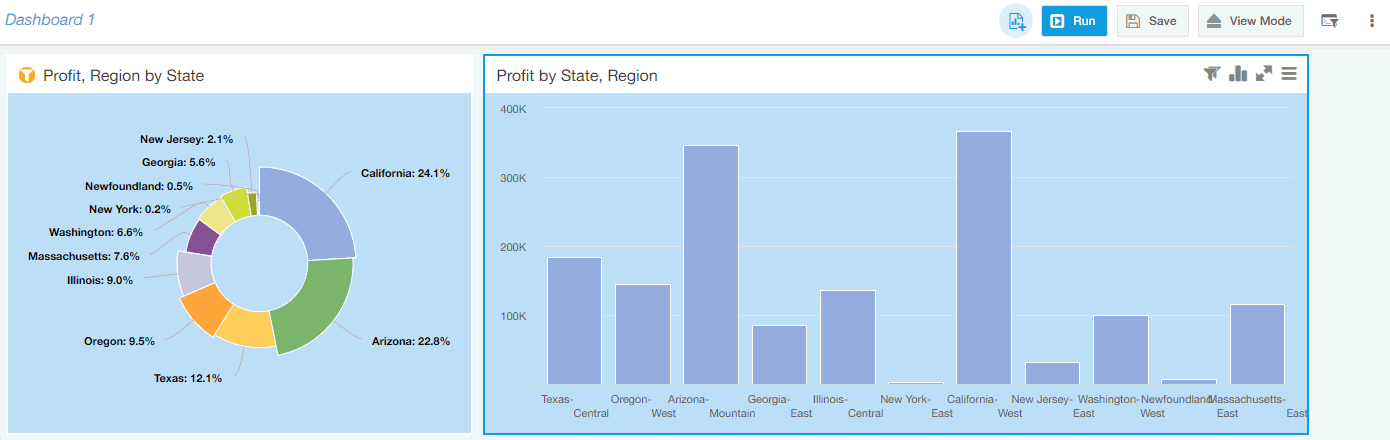 Dashboard 1
Run
Save
View Mode
Profit, Region by State
New Jersey: 2.1%
Georgia: 5.6%
Newfoundland: 0.5%
New York: 0.2%
Washington: 6.6%
Massachusetts: 7.6%
Illinois: 9.0%
Oregon: 9.5%
Texas: 12.1%
California: 24.1%
Arizona: 22.8%
Profit by State, Region
400K
300K
200K
100K
Texas-
Central
Oregon-
West
Arizona-
Mountain
Georgia-
East
Illinois-
Central
New York-
East
California-
West
New Jersey-
East
Washington-
West
Newfoundland
West
Massachusetts-
East
East